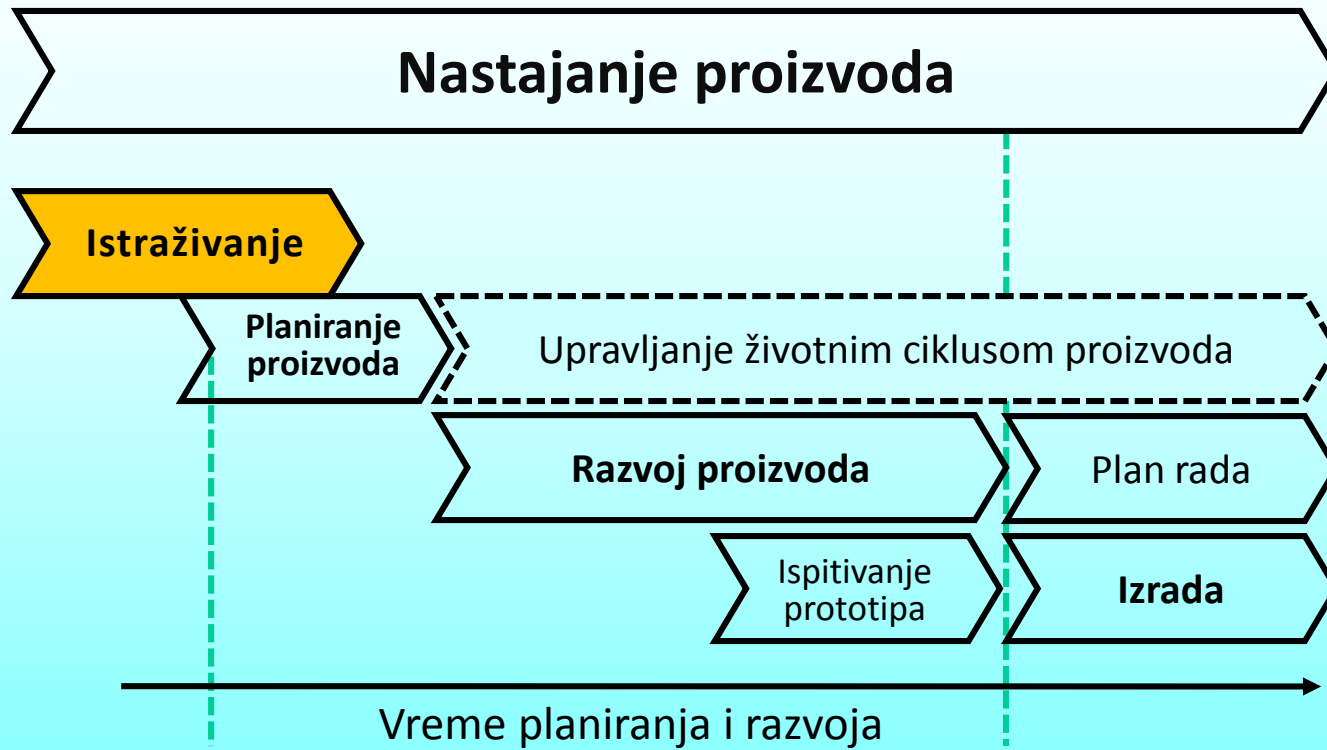 Nastajanje proizvoda
Istraživanje
Planiranje
proizvoda
Upravljanje životnim ciklusom proizvoda
Razvoj proizvoda
Plan rada
Ispitivanje
prototipa
Izrada
Vreme planiranja i razvoja